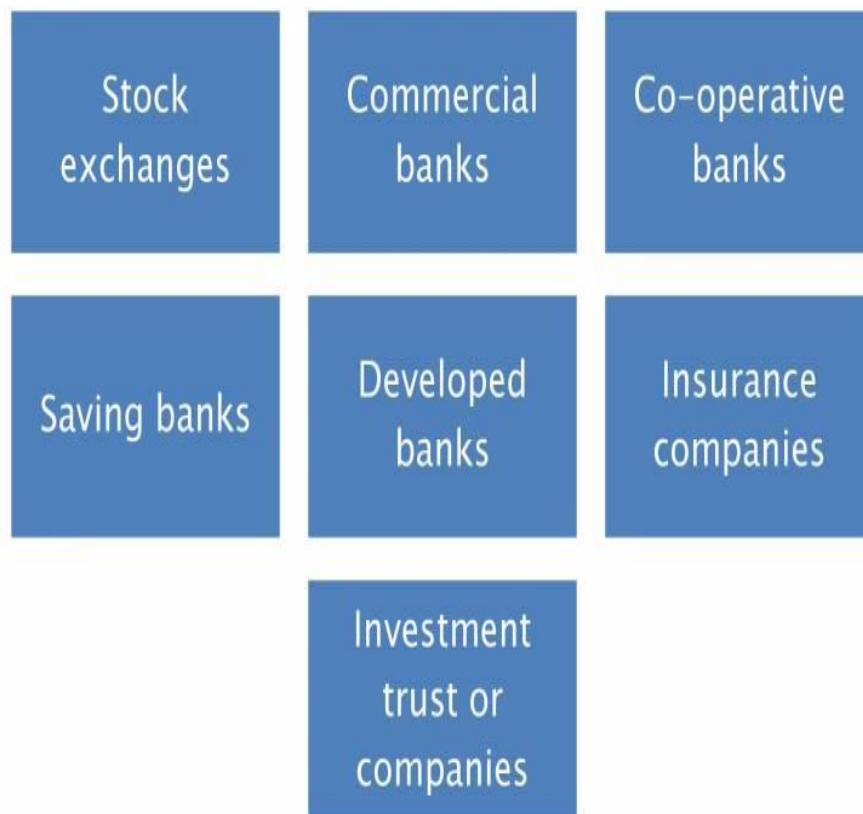 Stock
exchanges
Commercial
banks
Co-operative
banks
Saving banks
Developed
banks
Insurance
companies
Investment
trust or
companies